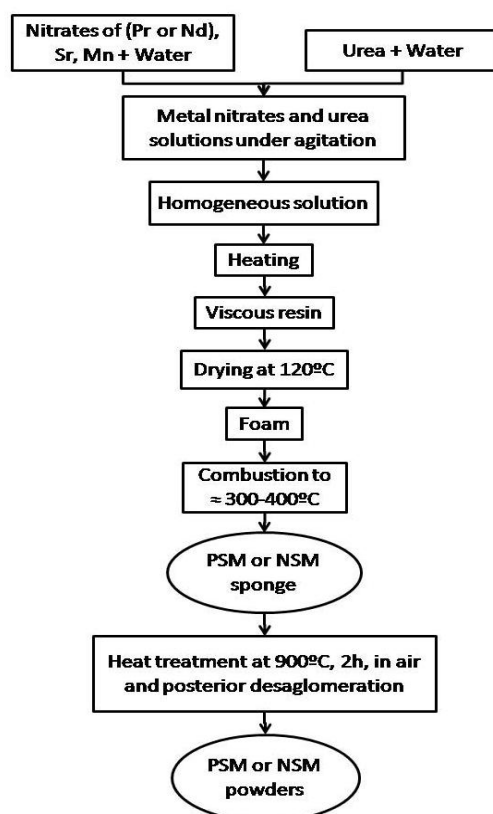 Nitrates of (Pr or Nd),
Sr, Mn + Water
Urea + Water
Metal nitrates and urea
solutions under agitation
Homogeneous solution
Heating
Viscous resin
Drying at 120ºC
Foam
Combustion to
≈ 300-400ºC
PSM or NSM
sponge
Heat treatment at 900ºC, 2h, in air
and posterior desaglomeration
PSM or NSM
powders